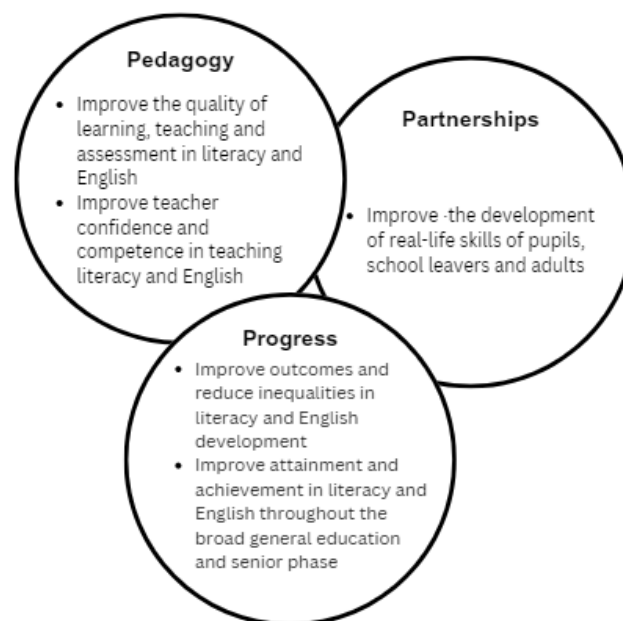 Pedagogy
• Improve the quality of
learning, teaching and
assessment in literacy and
English
• Improve teacher
confidence and
competence in teaching
literacy and English
Partnerships
• Improve ·the development
of real-life skills of pupils,
school leavers and adults
Progress
• Improve outcomes and
reduce inequalities in
literacy and English
development
• Improve attainment and
achievement in literacy and
English throughout the
broad general education
and senior phase